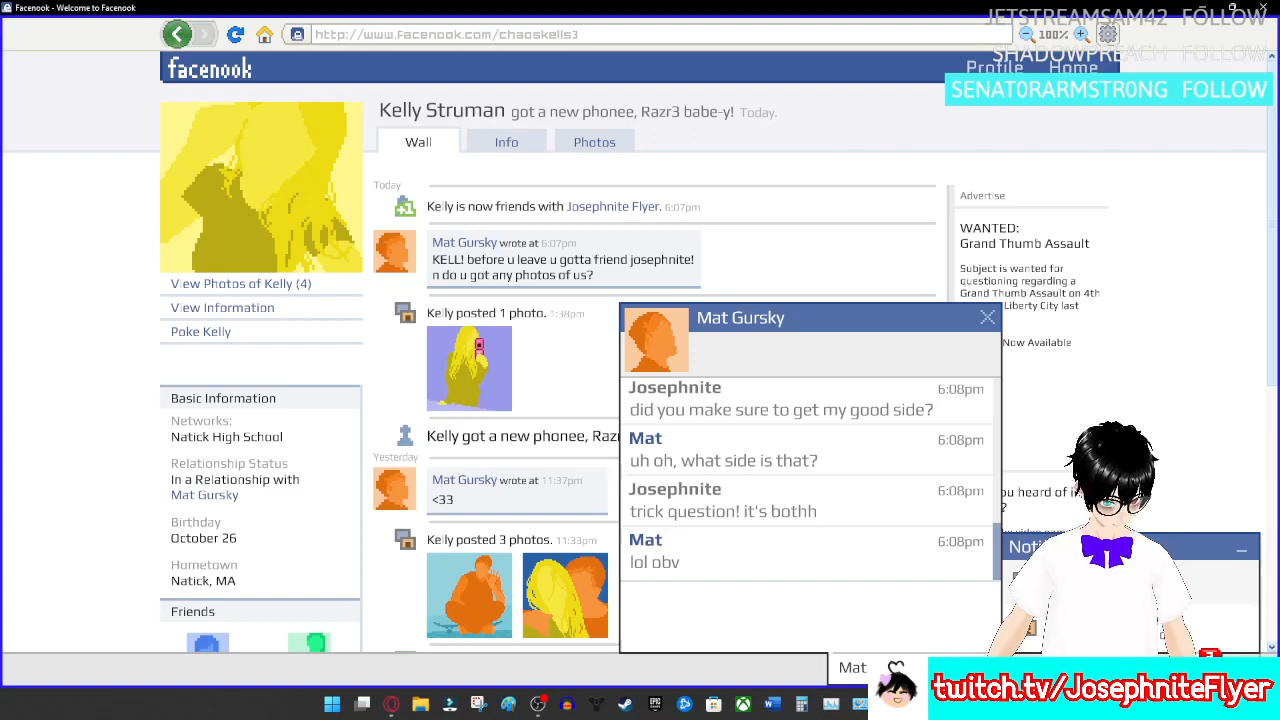 Facenook - Welcome to Facenook
JETSTREAMSAM42 FOLLOW
http://www.facenook.com/chaoskells3
100%
SHADOWPREACH FOLLOW
facenook
Profile Home
SENAT0RARMSTR0NG FOLLOW
Kelly Struman got a new phonee, Razr3 babe-y! Today.
Wall Info Photos
Today
Kelly is now friends with Josephnite Flyer. 6:07pm
Mat Gursky wrote at 6:07pm
KELL! before u leave u gotta friend josephnite!
n do u got any photos of us?
Kelly posted 1 photo. 1:38pm
Kelly got a new phonee,
Yesterday
Mat Gursky wrote at 11:37pm
<33
Kelly posted 3 photos. 11:33pm
View Photos of Kelly (4)
View Information
Poke Kelly
Basic Information
Networks:
Natick High School
Relationship Status
In a Relationship with
Mat Gursky
Birthday
October 26
Hometown
Natick, MA
Friends
Advertise
WANTED:
Grand Thumb Assault
Subject is wanted for
questioning regarding a
Grand Thumb Assault on 4th
Liberty City last
Now Available
heard of
Mat Gursky
Josephnite 6:08pm
did you make sure to get my good side?
Mat 6:08pm
uh oh, what side is that?
Josephnite 6:08pm
trick question! it's bothh
Mat 6:08pm
lol obv
Mat
twitch.tv/JosephniteFlyer